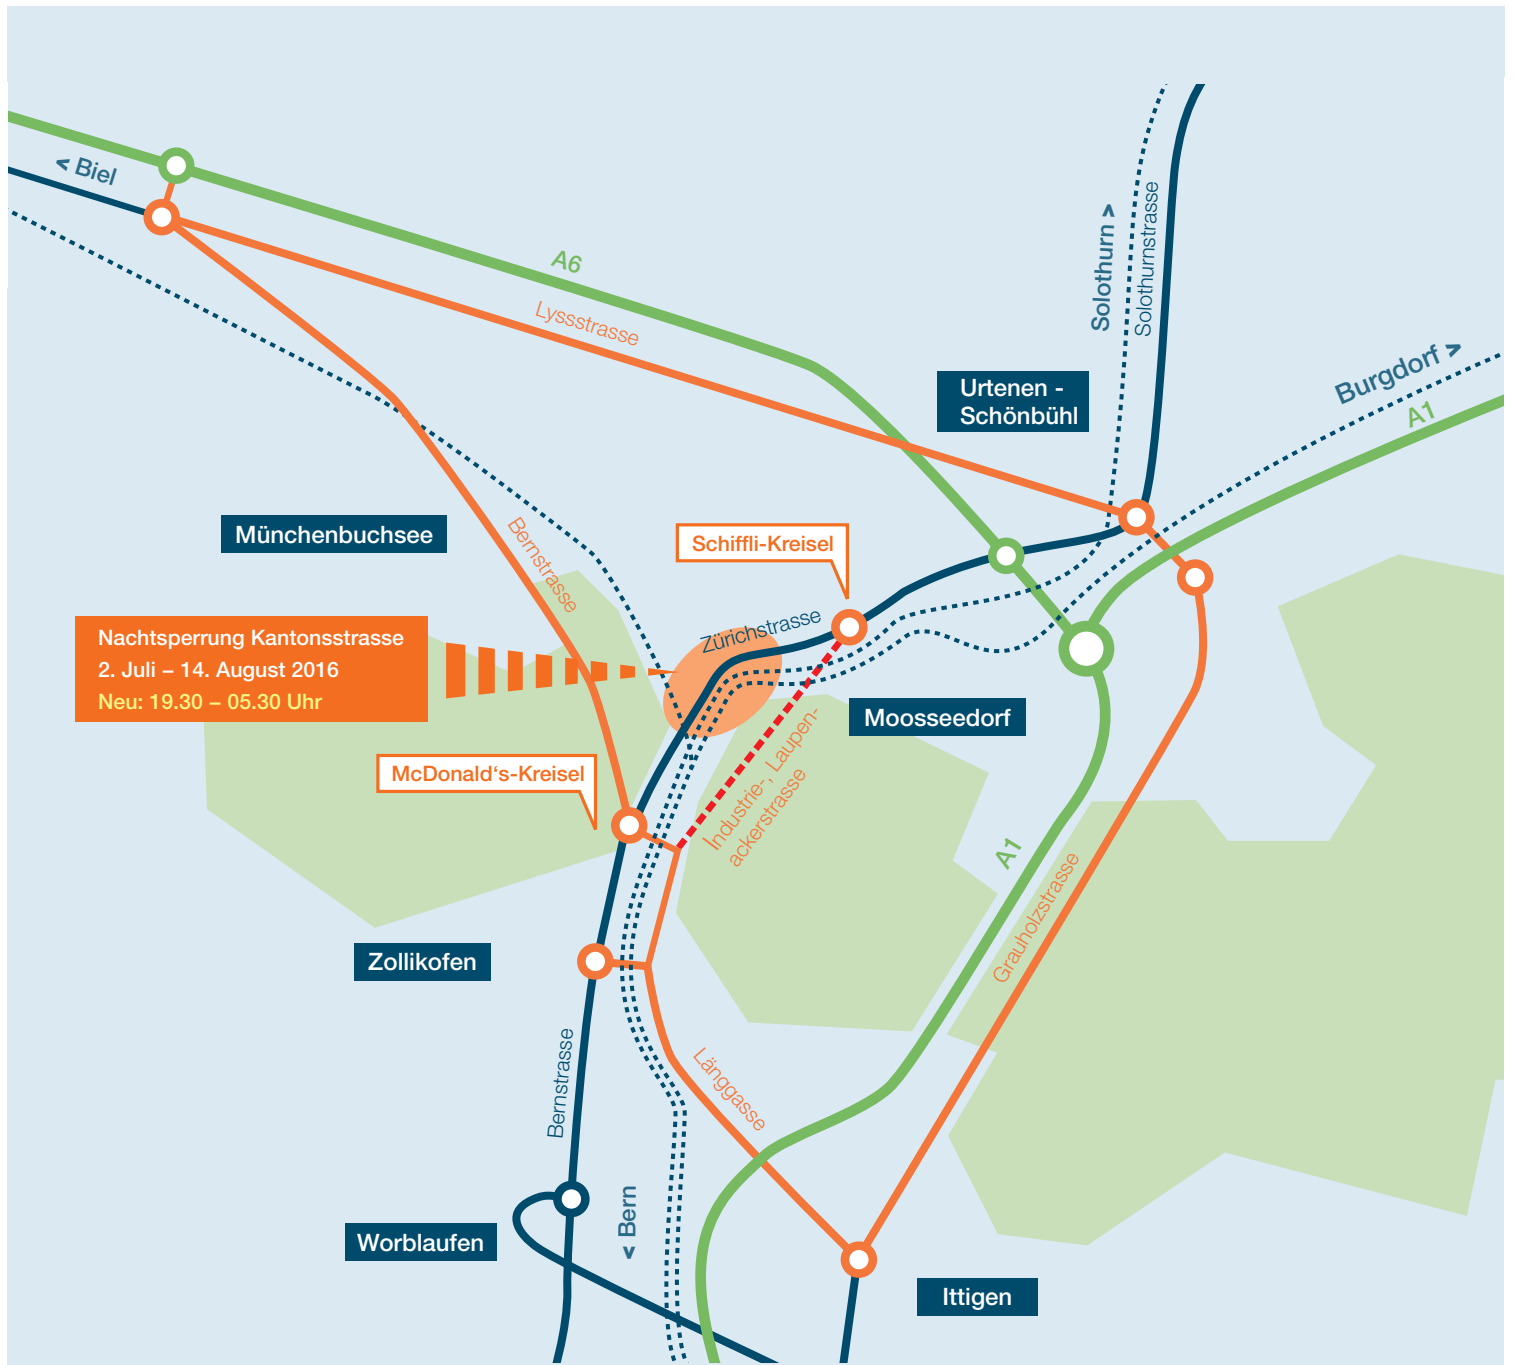 < Biel
A6
Lyssstrasse
Solothurn >
Solothurnstrasse
Urtenen -
Schönbühl
Burgdorf >
A1
Münchenbuchsee
Bernstrasse
Schiffli-Kreisel
Zürichstrasse
Nachtsperrung Kantonsstrasse
2. Juli – 14. August 2016
Neu: 19.30 – 05.30 Uhr
Moosseedorf
McDonald‘s-Kreisel
Industrie-, Laupen-
ackerstrasse
A1
Grauholzstrasse
Zollikofen
Bernstrasse
Länggasse
< Bern
Worblaufen
Ittigen